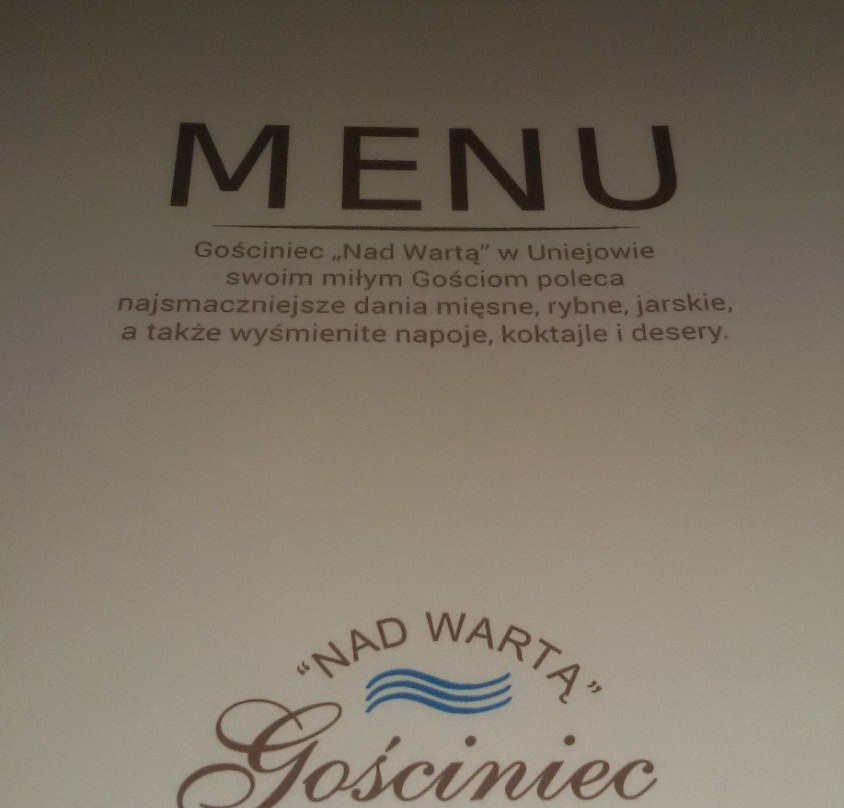 MENU
Gościniec „Nad Wartą” w Uniejowie
swoim miłym Gościom poleca
najsmaczniejsze dania mięsne, rybne, jarskie,
a także wyśmienite napoje, koktajle i desery.
“NAD WARTĄ”
Gościniec